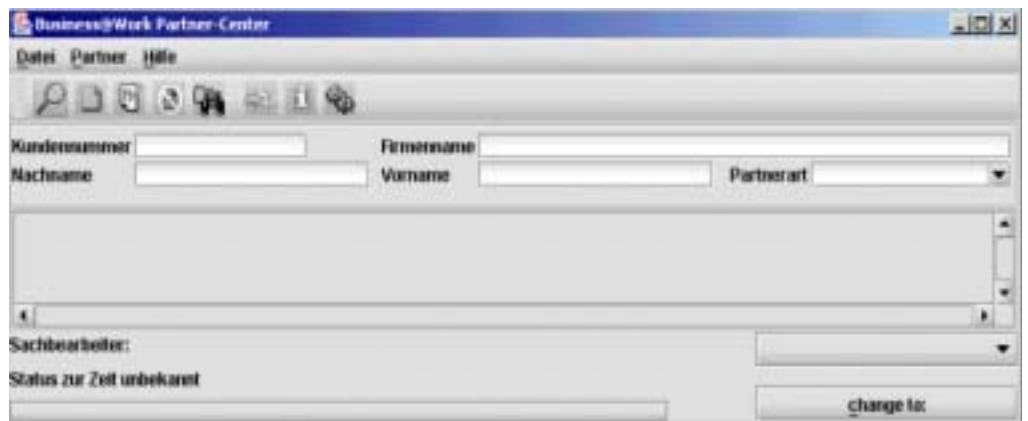 Business@Work Partner-Center
Datei Partner Hilfe
Kundennummer Firmenname
Nachname Vorname Partnerart
Sachbearbeiter:
Status zur Zeit unbekannt
change to: